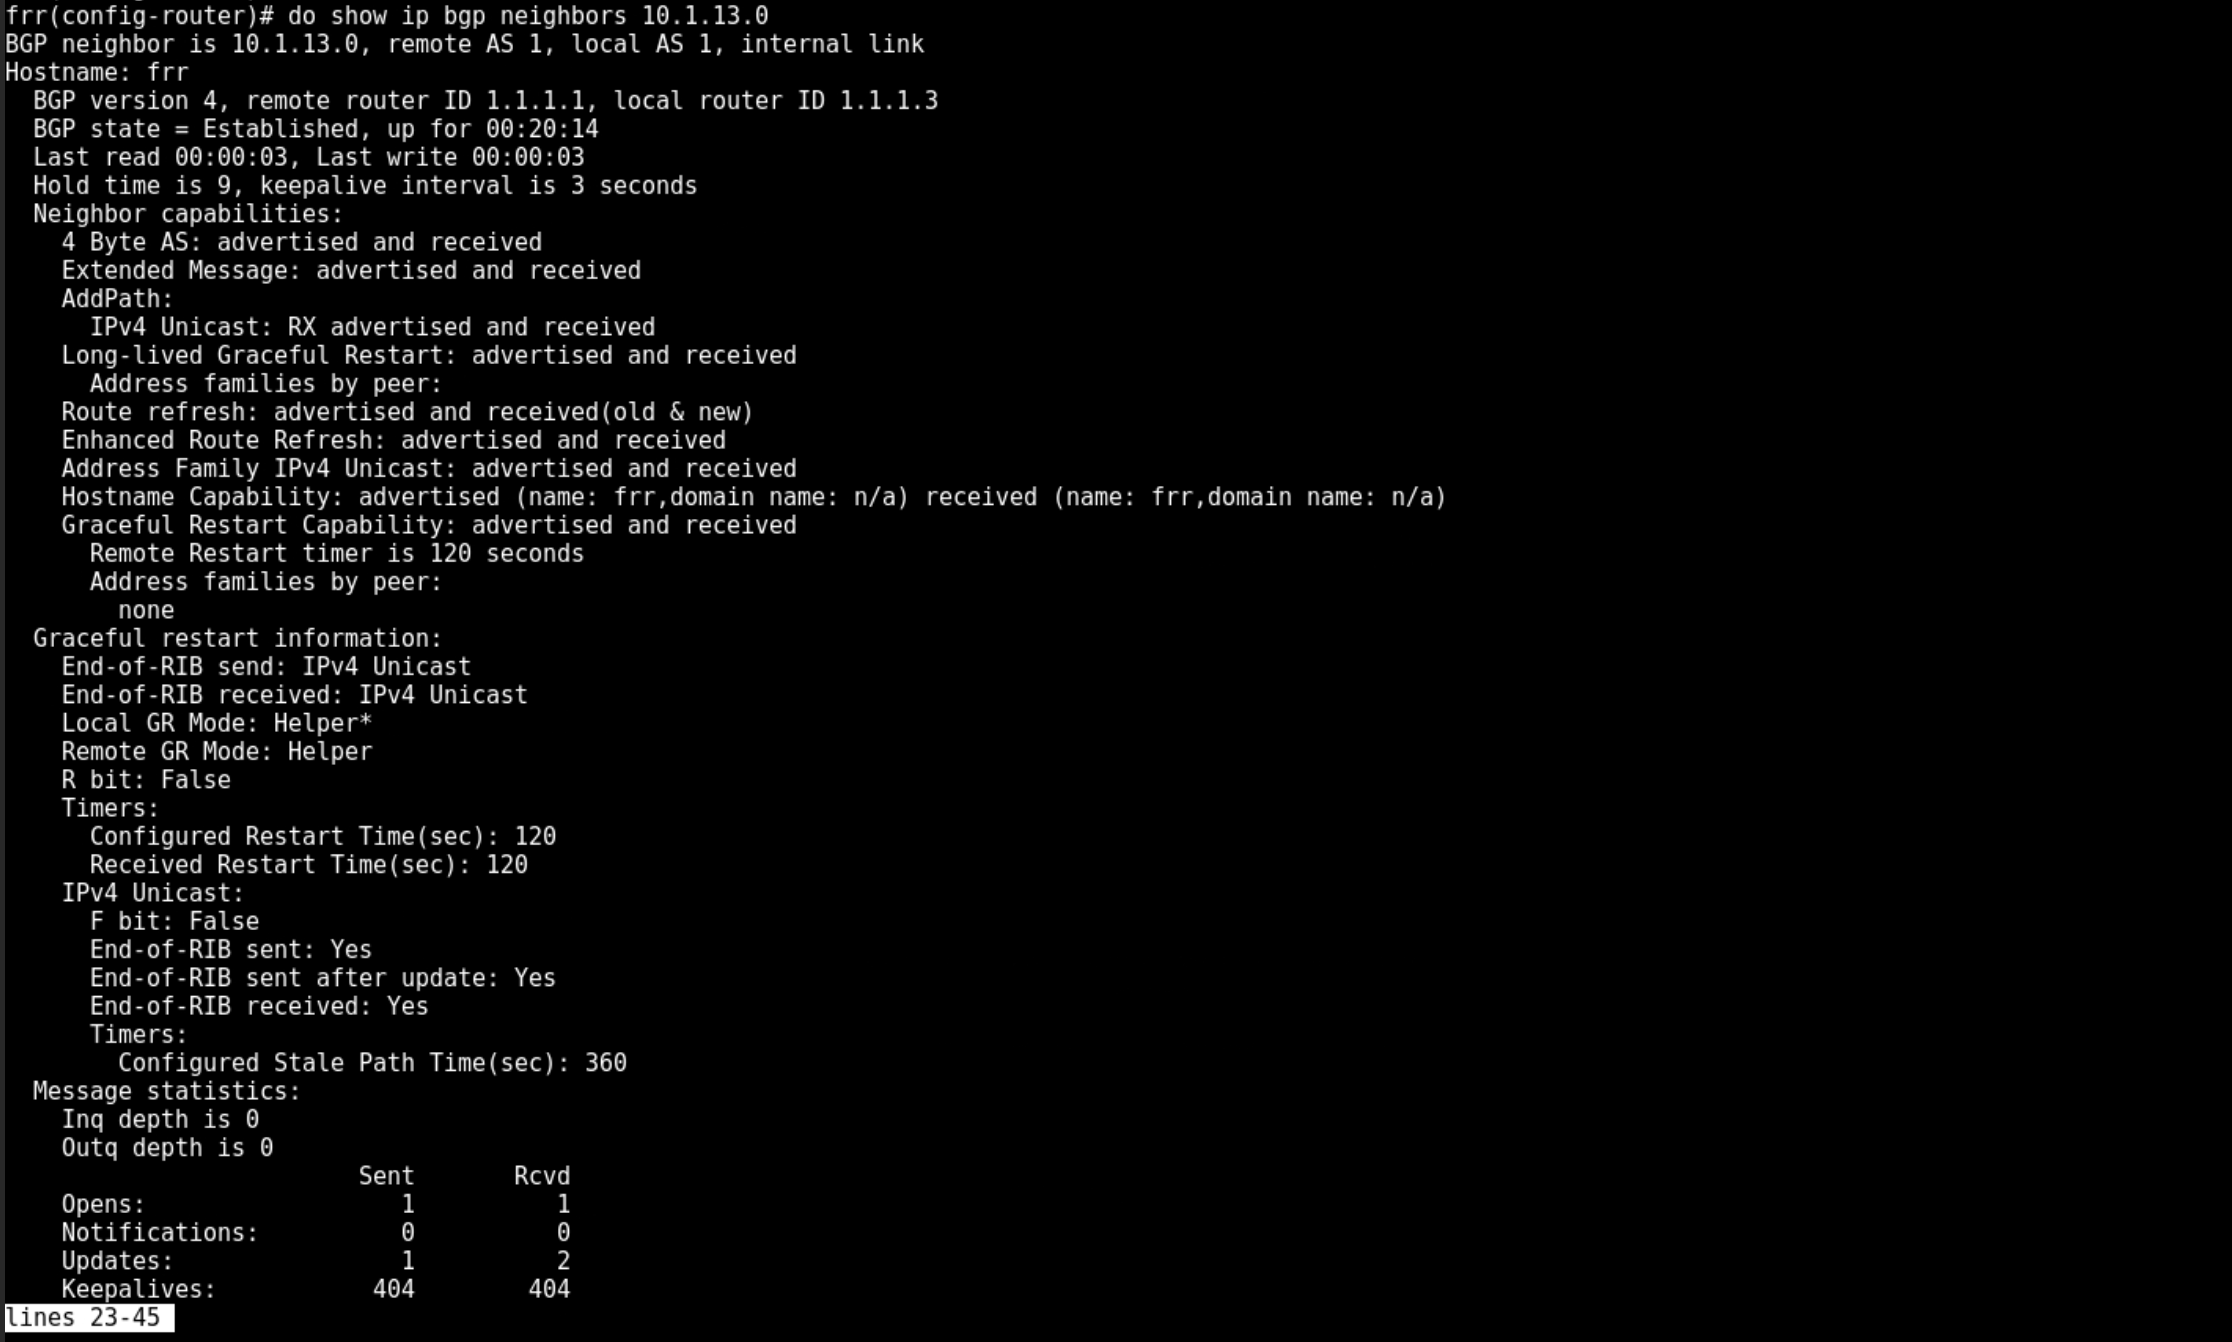 frr(config-router)# do show ip bgp neighbors 10.1.13.0
BGP neighbor is 10.1.13.0, remote AS 1, local AS 1, internal link
Hostname: frr
  BGP version 4, remote router ID 1.1.1.1, local router ID 1.1.1.3
  BGP state = Established, up for 00:20:14
  Last read 00:00:03, Last write 00:00:03
  Hold time is 9, keepalive interval is 3 seconds
  Neighbor capabilities:
    4 Byte AS: advertised and received
    Extended Message: advertised and received
    AddPath:
      IPv4 Unicast: RX advertised and received
    Long-lived Graceful Restart: advertised and received
      Address families by peer:
    Route refresh: advertised and received(old & new)
    Enhanced Route Refresh: advertised and received
    Address Family IPv4 Unicast: advertised and received
    Hostname Capability: advertised (name: frr,domain name: n/a) received (name: frr,domain name: n/a)
    Graceful Restart Capability: advertised and received
      Remote Restart timer is 120 seconds
      Address families by peer:
        none
  Graceful restart information:
    End-of-RIB send: IPv4 Unicast
    End-of-RIB received: IPv4 Unicast
    Local GR Mode: Helper*
    Remote GR Mode: Helper
    R bit: False
    Timers:
      Configured Restart Time(sec): 120
      Received Restart Time(sec): 120
    IPv4 Unicast:
      F bit: False
      End-of-RIB sent: Yes
      End-of-RIB sent after update: Yes
      End-of-RIB received: Yes
      Timers:
        Configured Stale Path Time(sec): 360
  Message statistics:
    Inq depth is 0
    Outq depth is 0
                         Sent       Rcvd
    Opens:                  1          1
    Notifications:          0          0
    Updates:                1          2
    Keepalives:           404        404
lines 23-45